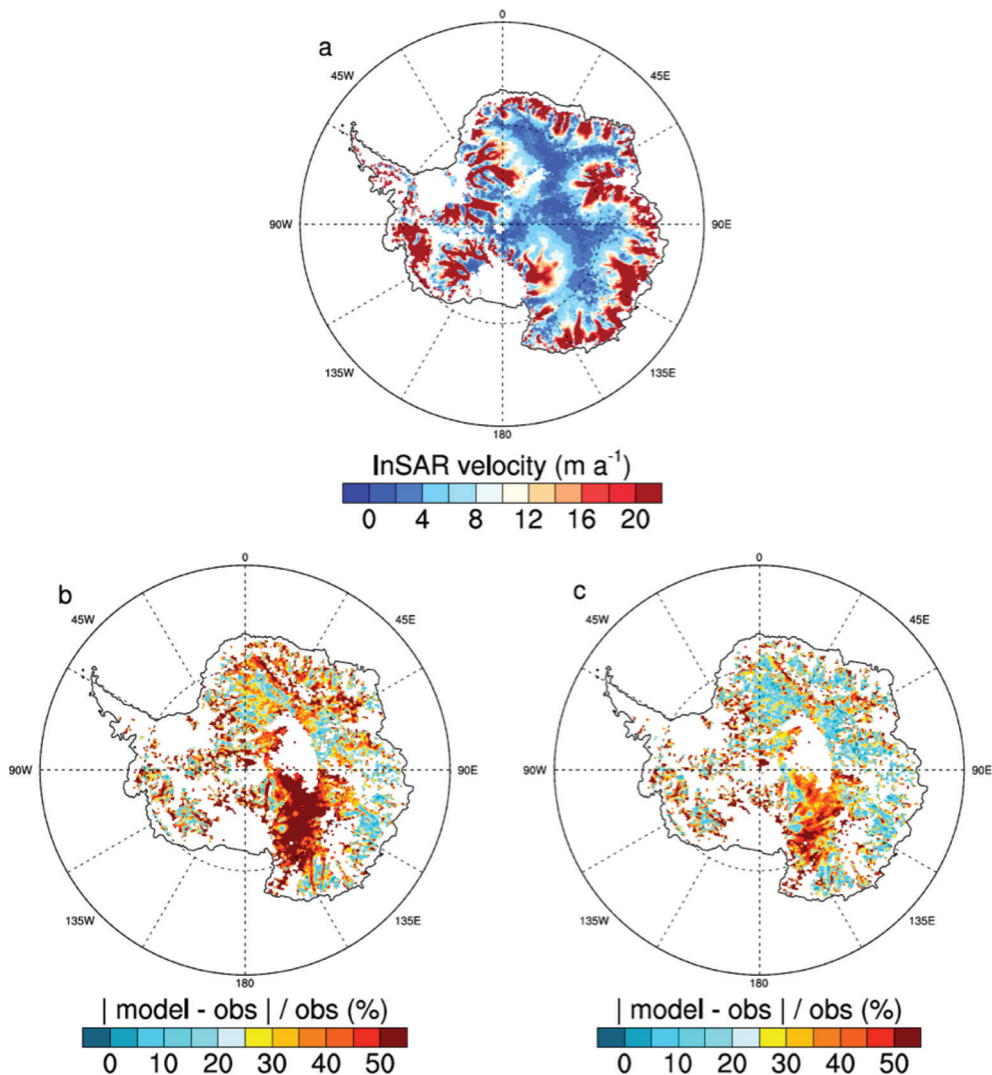 a
0
45W
45E
90W
90E
135W
135E
180
InSAR velocity (m a⁻¹)
0 4 8 12 16 20
b
0
45W
45E
90W
90E
135W
135E
180
| model - obs | / obs (%)
0 10 20 30 40 50
c
0
45W
45E
90W
90E
135W
135E
180
| model - obs | / obs (%)
0 10 20 30 40 50